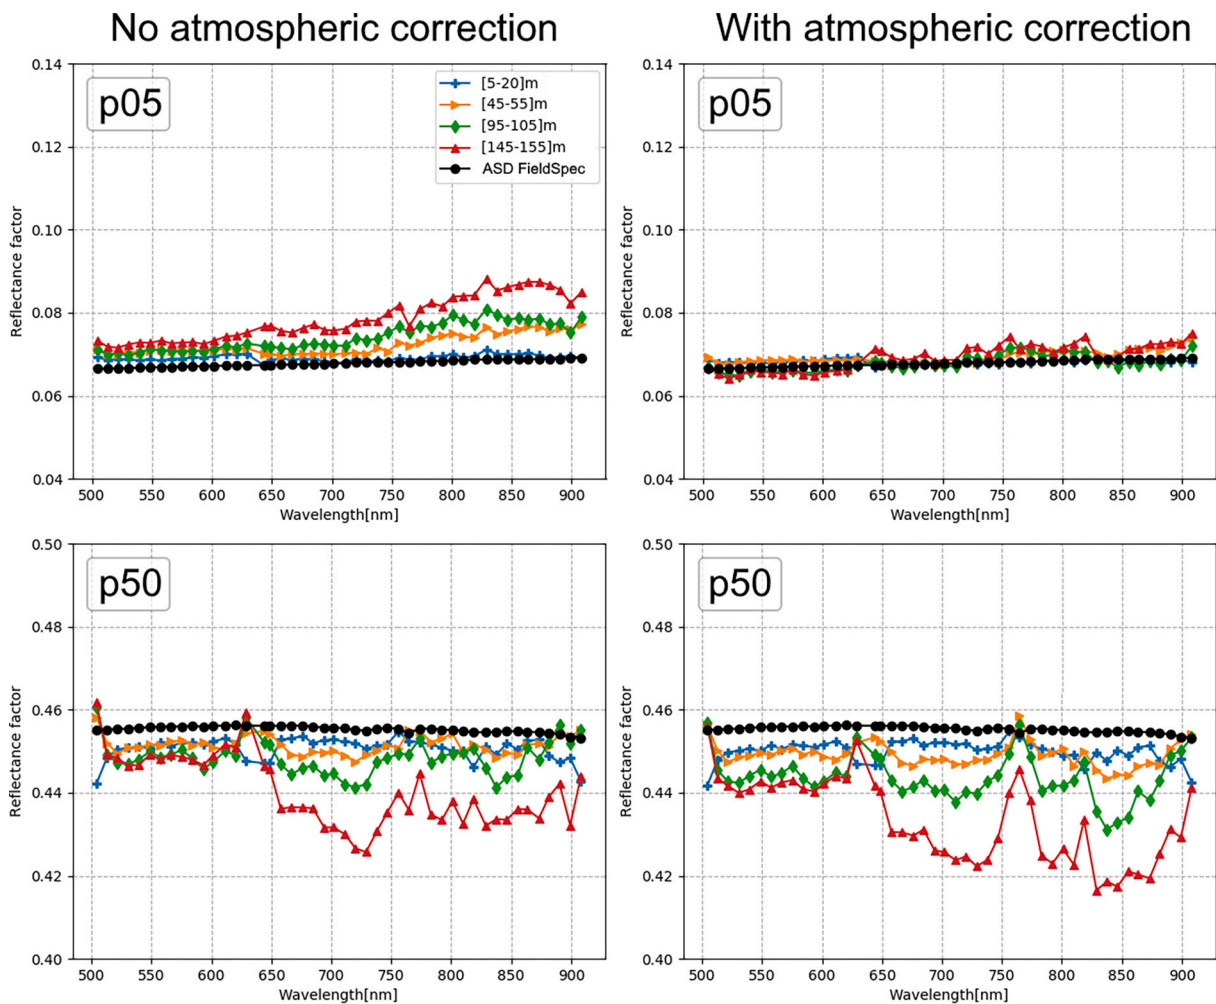 No atmospheric correction
With atmospheric correction
0.14
0.12
0.10
0.08
0.06
0.04
Reflectance factor
p05
[5-20]m
[45-55]m
[95-105]m
[145-155]m
ASD FieldSpec
500 550 600 650 700 750 800 850 900
Wavelength[nm]
0.14
0.12
0.10
0.08
0.06
0.04
Reflectance factor
p05
500 550 600 650 700 750 800 850 900
Wavelength[nm]
0.50
0.48
0.46
0.44
0.42
0.40
Reflectance factor
p50
500 550 600 650 700 750 800 850 900
Wavelength[nm]
0.50
0.48
0.46
0.44
0.42
0.40
Reflectance factor
p50
500 550 600 650 700 750 800 850 900
Wavelength[nm]